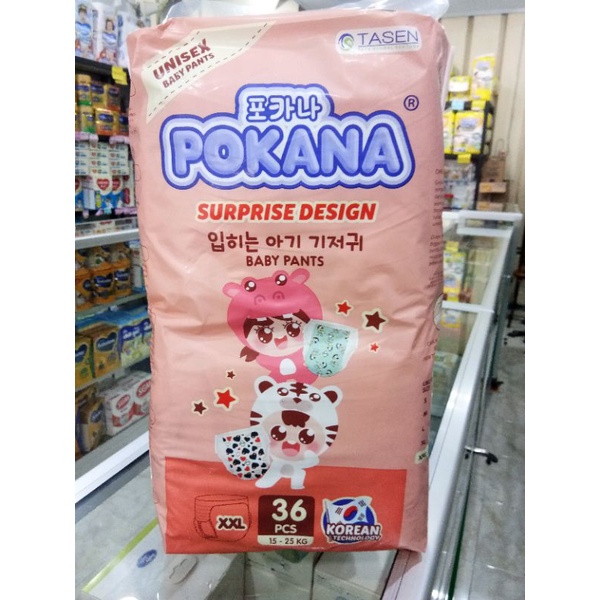 UNISEX
BABY PANTS
TASEN
포카나
POKANA®
SURPRISE DESIGN
입히는 아기 기저귀
BABY PANTS
XXL
36
PCS
15 - 25 KG
KOREAN
TECHNOLOGY